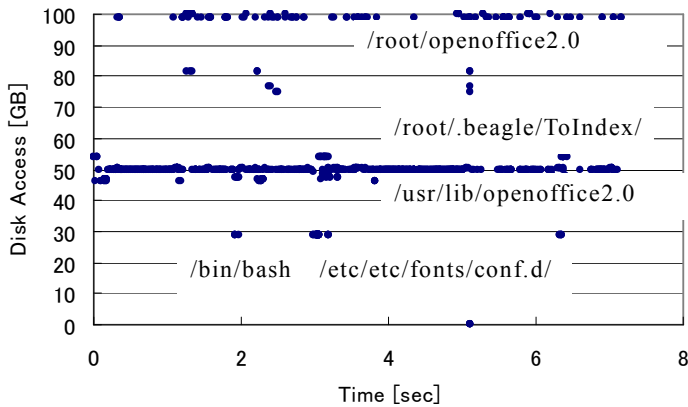 100
90
80
70
60
50
40
30
20
10
0
Disk Access [GB]
/root/openoffice2.0
/root/.beagle/ToIndex/
/usr/lib/openoffice2.0
/bin/bash /etc/etc/fonts/conf.d/
0 2 4 6 8
Time [sec]